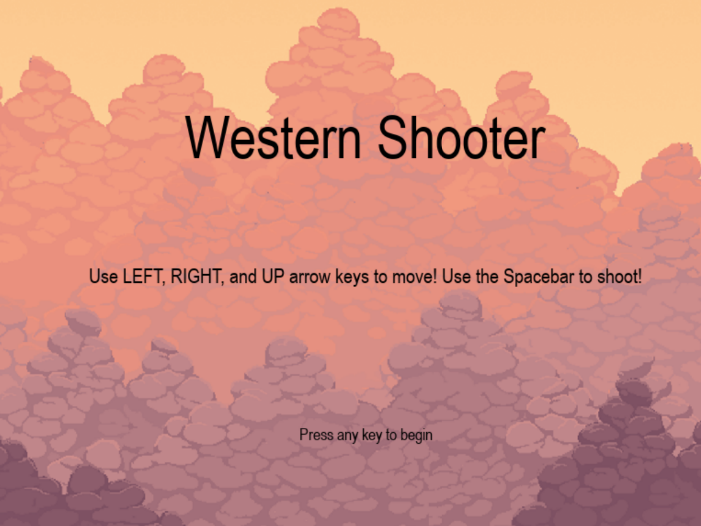 Western Shooter
Use LEFT, RIGHT, and UP arrow keys to move! Use the Spacebar to shoot!
Press any key to begin